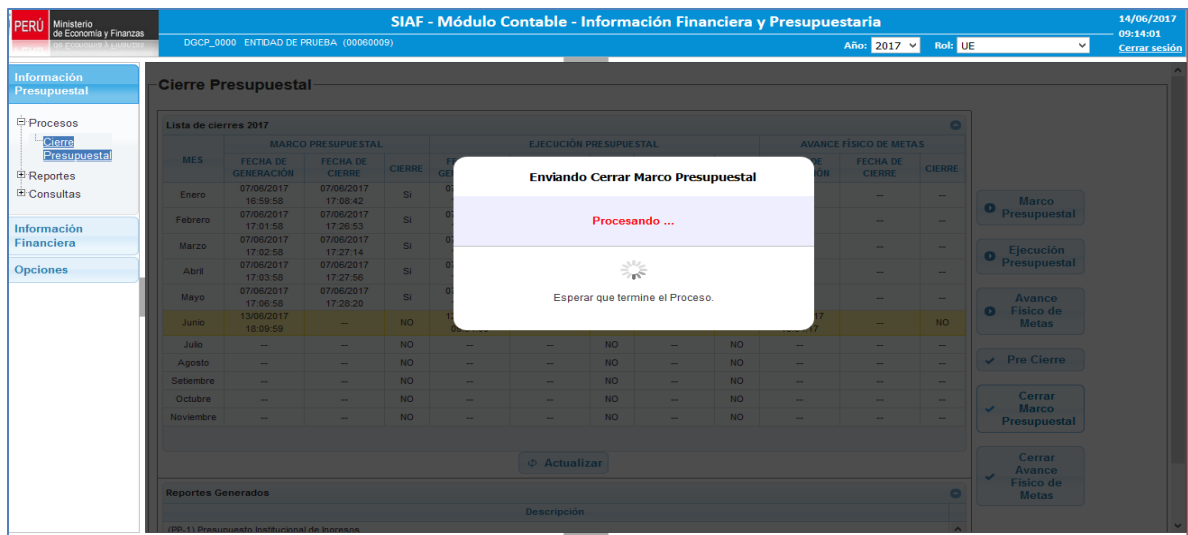 PERÚ Ministerio de Economía y Finanzas
SIAF - Módulo Contable - Información Financiera y Presupuestaria
14/06/2017
09:14:01
DGCP_0000 ENTIDAD DE PRUEBA (00060009)
Año: 2017 Rol: UE
Cerrar sesión
Información Presupuestal
Procesos
Cierre Presupuestal
Reportes
Consultas
Información Financiera
Opciones
Cierre Presupuestal
Lista de cierres 2017
MARCO PRESUPUESTAL EJECUCIÓN PRESUPUESTAL AVANCE FÍSICO DE METAS
MES FECHA DE GENERACIÓN FECHA DE CIERRE CIERRE FECHA DE CIERRE CIERRE
Enero 07/06/2017 16:59:58 07/06/2017 17:08:42 Si -- --
Febrero 07/06/2017 17:01:58 07/06/2017 17:26:53 Si -- --
Marzo 07/06/2017 17:02:58 07/06/2017 17:27:14 Si -- --
Abril 07/06/2017 17:03:58 07/06/2017 17:27:56 Si -- --
Mayo 07/06/2017 17:06:58 07/06/2017 17:28:20 Si -- --
Junio 13/06/2017 18:09:59 -- NO -- NO
Julio -- -- NO -- -- NO -- NO -- -- --
Agosto -- -- NO -- -- NO -- NO -- -- --
Setiembre -- -- NO -- -- NO -- NO -- -- --
Octubre -- -- NO -- -- NO -- NO -- -- --
Noviembre -- -- NO -- -- NO -- NO -- -- --
Enviando Cerrar Marco Presupuestal
Procesando ...
Esperar que termine el Proceso.
Marco Presupuestal
Ejecución Presupuestal
Avance Físico de Metas
Pre Cierre
Cerrar Marco Presupuestal
Cerrar Avance Físico de Metas
Actualizar
Reportes Generados
Descripción
(PP-1) Presupuesto Institucional de Ingresos